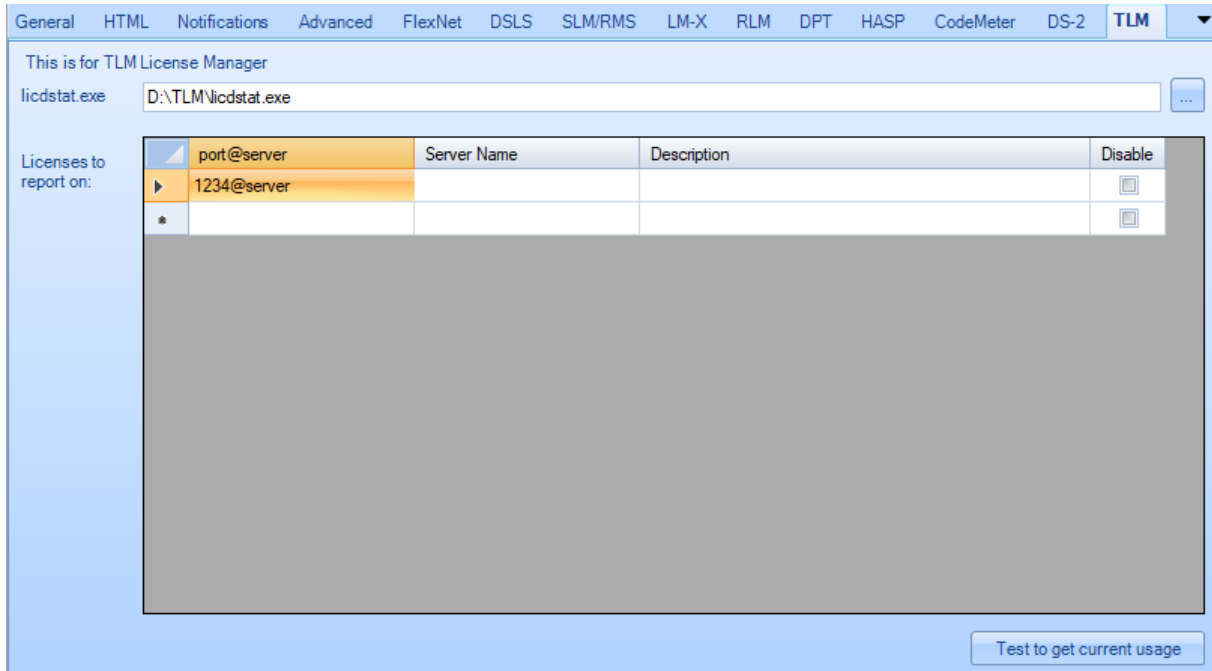 General HTML Notifications Advanced FlexNet DSLS SLM/RMS LM-X RLM DPT HASP CodeMeter DS-2 TLM
This is for TLM License Manager
licdstat.exe D:\TLM\licdstat.exe ...
Licenses to
report on:
port@server Server Name Description Disable
1234@server
Test to get current usage